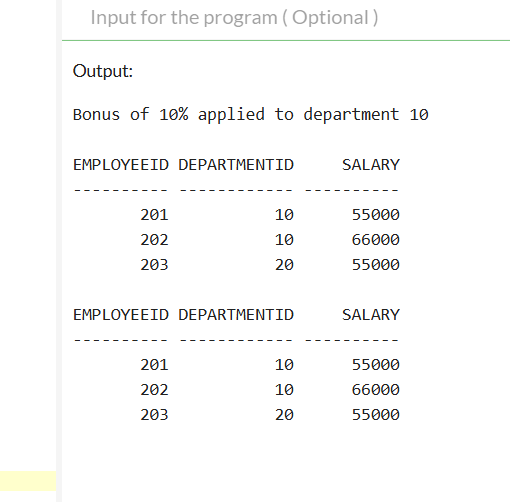 Input for the program ( Optional )
Output:
Bonus of 10% applied to department 10
EMPLOYEEID DEPARTMENTID     SALARY
---------- ------------ ----------
       201           10      55000
       202           10      66000
       203           20      55000
EMPLOYEEID DEPARTMENTID     SALARY
---------- ------------ ----------
       201           10      55000
       202           10      66000
       203           20      55000